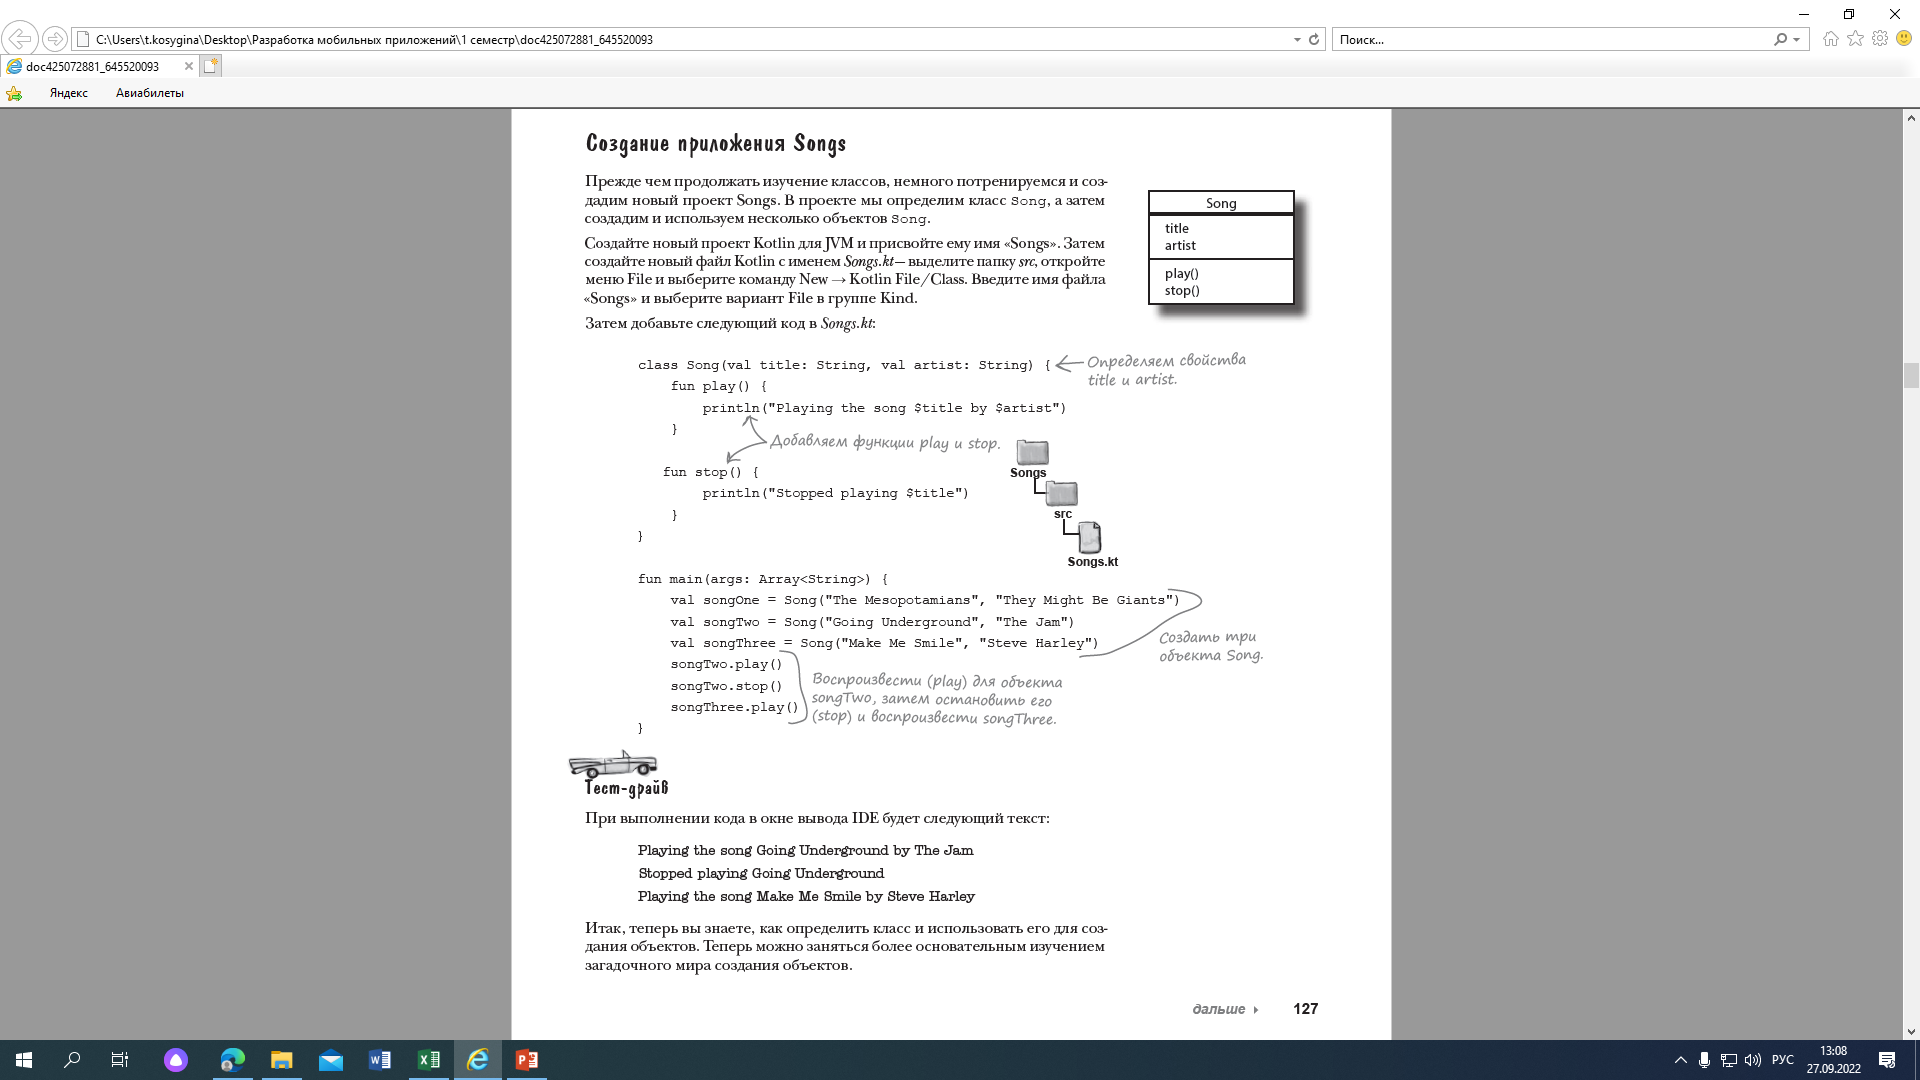 C:\Users\t.kosygina\Desktop\Разработка мобильных приложений\1 семестр\doc425072881_645520093
Поиск...
doc425072881_645520093
Яндекс
Авиабилеты
Создание приложения Songs
Прежде чем продолжать изучение классов, немного потренируемся и соз-
дадим новый проект Songs. В проекте мы определим класс Song, а затем
создадим и используем несколько объектов Song.
Создайте новый проект Kotlin для JVM и присвойте ему имя «Songs». Затем
создайте новый файл Kotlin с именем Songs.kt — выделите папку src, откройте
меню File и выберите команду New → Kotlin File/Class. Введите имя файла
«Songs» и выберите вариант File в группе Kind.
Затем добавьте следующий код в Songs.kt:
Song
title
artist
play()
stop()
class Song(val title: String, val artist: String) {
fun play() {
println("Playing the song $title by $artist")
}
fun stop() {
println("Stopped playing $title")
}
}
Определяем свойства
title и artist.
Добавляем функции play и stop.
Songs
src
Songs.kt
fun main(args: Array<String>) {
val songOne = Song("The Mesopotamians", "They Might Be Giants")
val songTwo = Song("Going Underground", "The Jam")
val songThree = Song("Make Me Smile", "Steve Harley")
songTwo.play()
songTwo.stop()
songThree.play()
}
Создать три
объекта Song.
Воспроизвести (play) для объекта
songTwo, затем остановить его
(stop) и воспроизвести songThree.
Тест-драйв
При выполнении кода в окне вывода IDE будет следующий текст:
Playing the song Going Underground by The Jam
Stopped playing Going Underground
Playing the song Make Me Smile by Steve Harley
Итак, теперь вы знаете, как определить класс и использовать его для соз-
дания объектов. Теперь можно заняться более основательным изучением
загадочного мира создания объектов.
дальше
127
РУС
13:08
27.09.2022